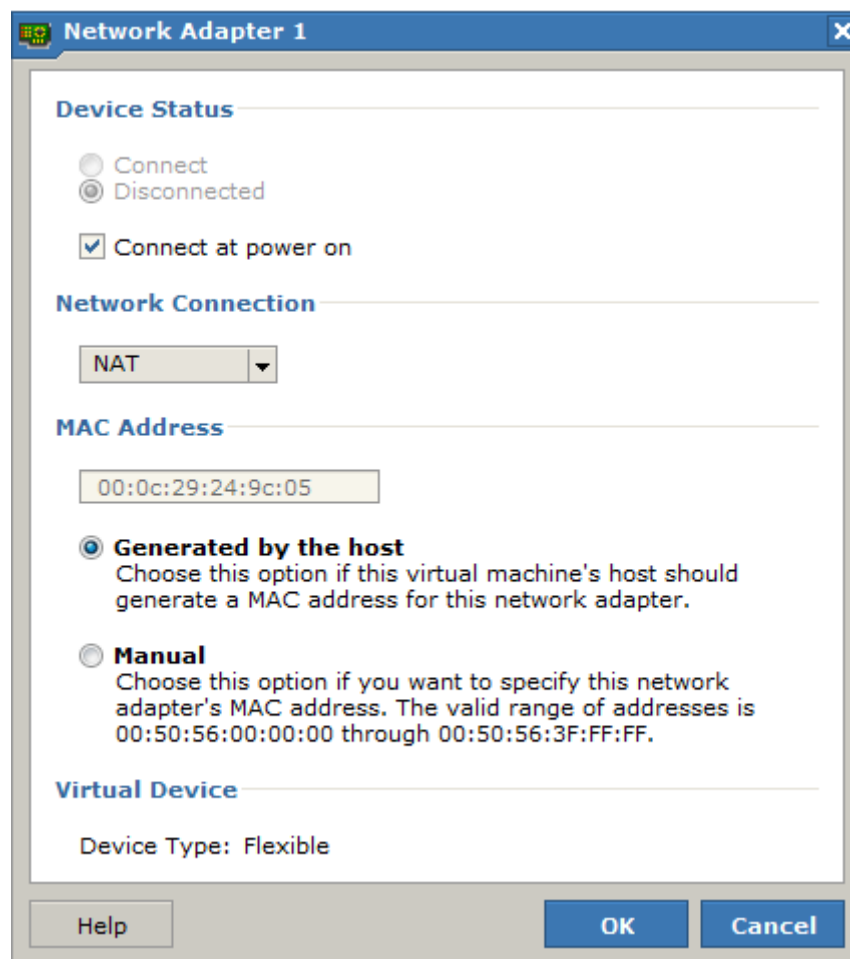 Network Adapter 1
Device Status
Connect
Disconnected
Connect at power on
Network Connection
NAT
MAC Address
00:0c:29:24:9c:05
Generated by the host
Choose this option if this virtual machine's host should
generate a MAC address for this network adapter.
Manual
Choose this option if you want to specify this network
adapter's MAC address. The valid range of addresses is
00:50:56:00:00:00 through 00:50:56:3F:FF:FF.
Virtual Device
Device Type: Flexible
Help
OK
Cancel